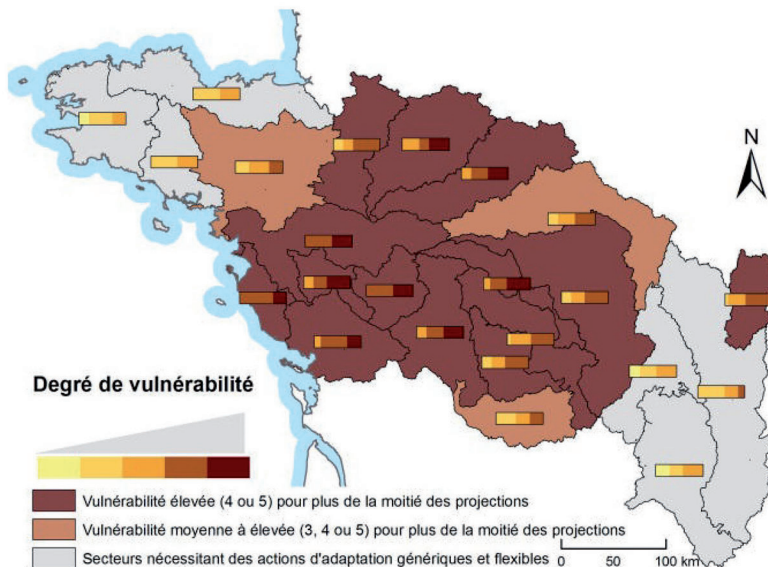 N
Degré de vulnérabilité
Vulnérabilité élevée (4 ou 5) pour plus de la moitié des projections
Vulnérabilité moyenne à élevée (3, 4 ou 5) pour plus de la moitié des projections
Secteurs nécessitant des actions d'adaptation génériques et flexibles
0 50 100 km